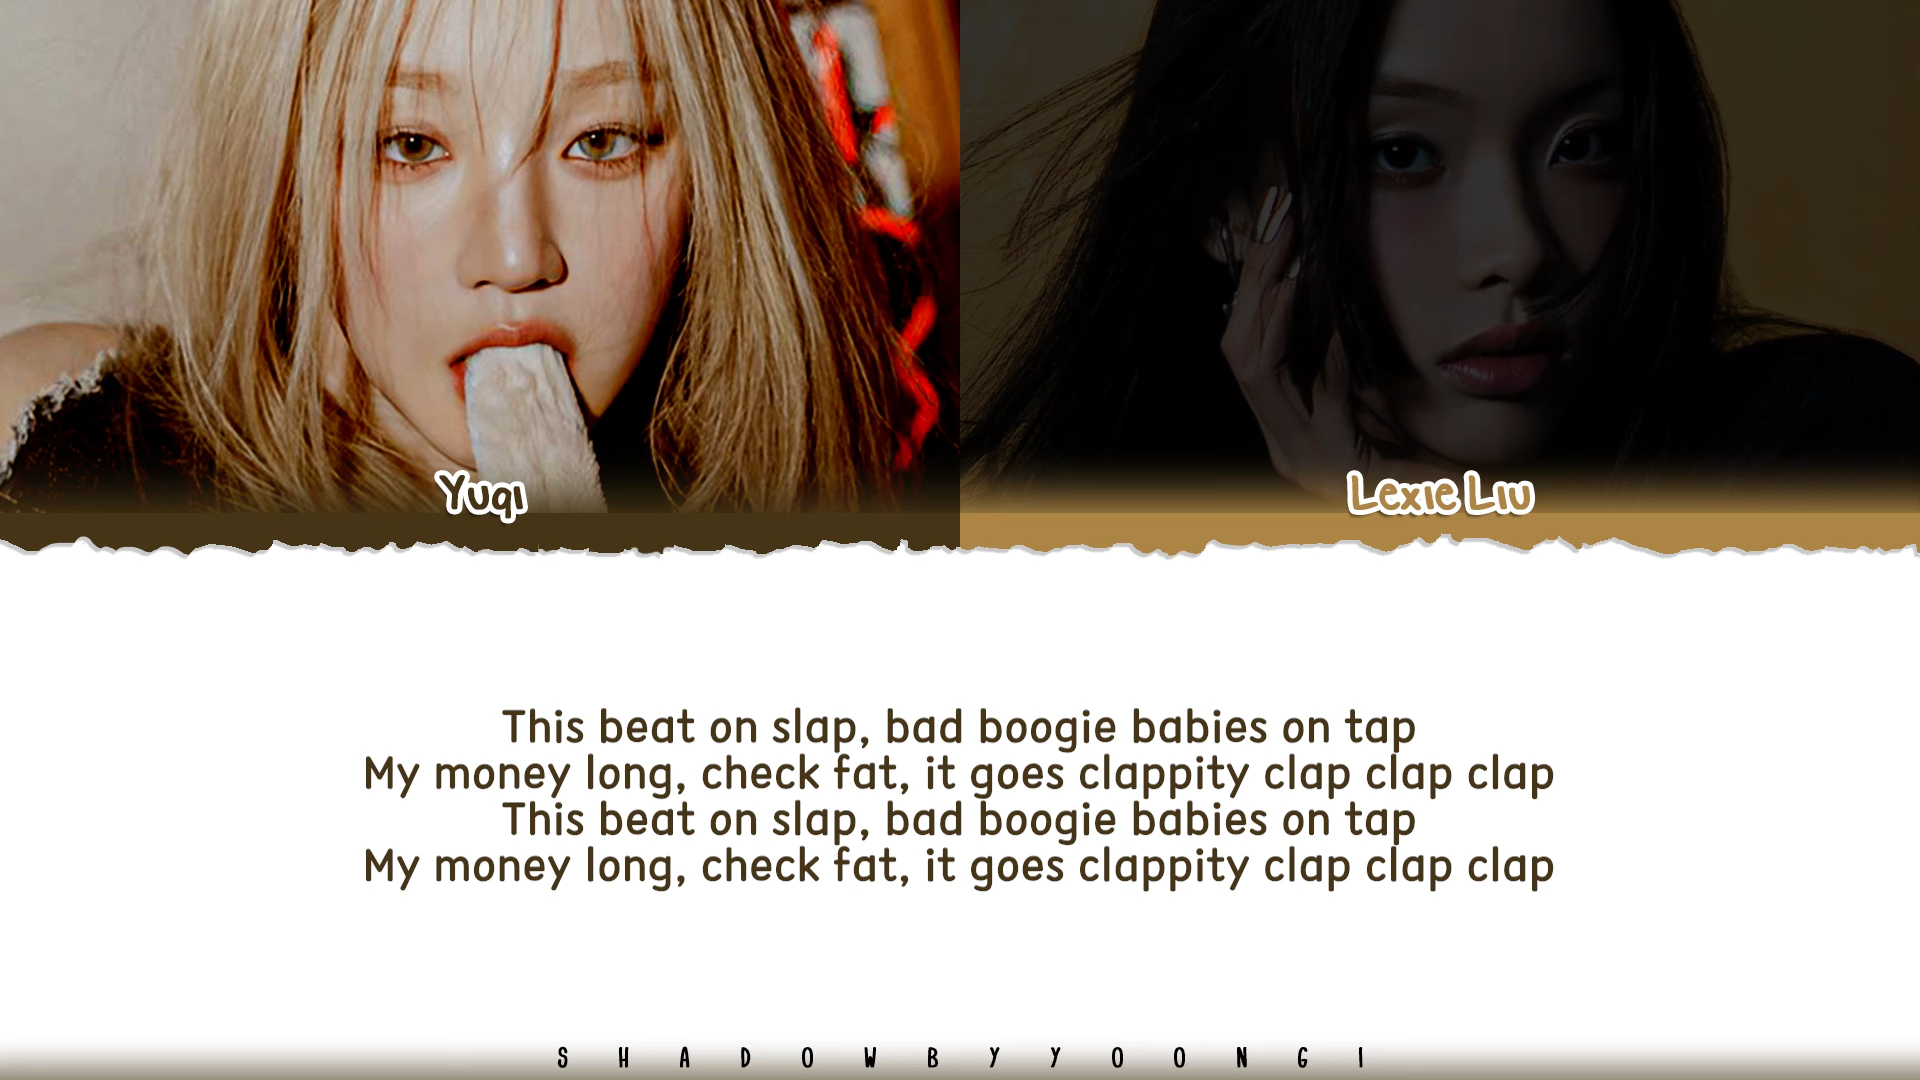 Yuqi
Lexie Liu
This beat on slap, bad boogie babies on tap
My money long, check fat, it goes clappity clap clap clap
This beat on slap, bad boogie babies on tap
My money long, check fat, it goes clappity clap clap clap
SHADOWBYYOONGI